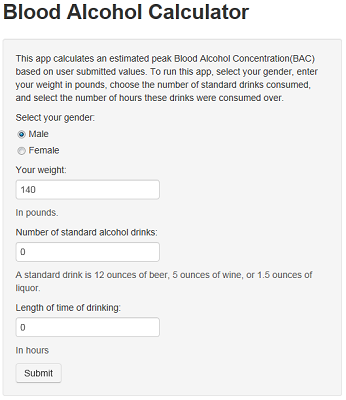 Blood Alcohol Calculator
This app calculates an estimated peak Blood Alcohol Concentration(BAC)
based on user submitted values. To run this app, select your gender, enter
your weight in pounds, choose the number of standard drinks consumed,
and select the number of hours these drinks were consumed over.
Select your gender:
Male
Female
Your weight:
140
In pounds.
Number of standard alcohol drinks:
0
A standard drink is 12 ounces of beer, 5 ounces of wine, or 1.5 ounces of
liquor.
Length of time of drinking:
0
In hours
Submit